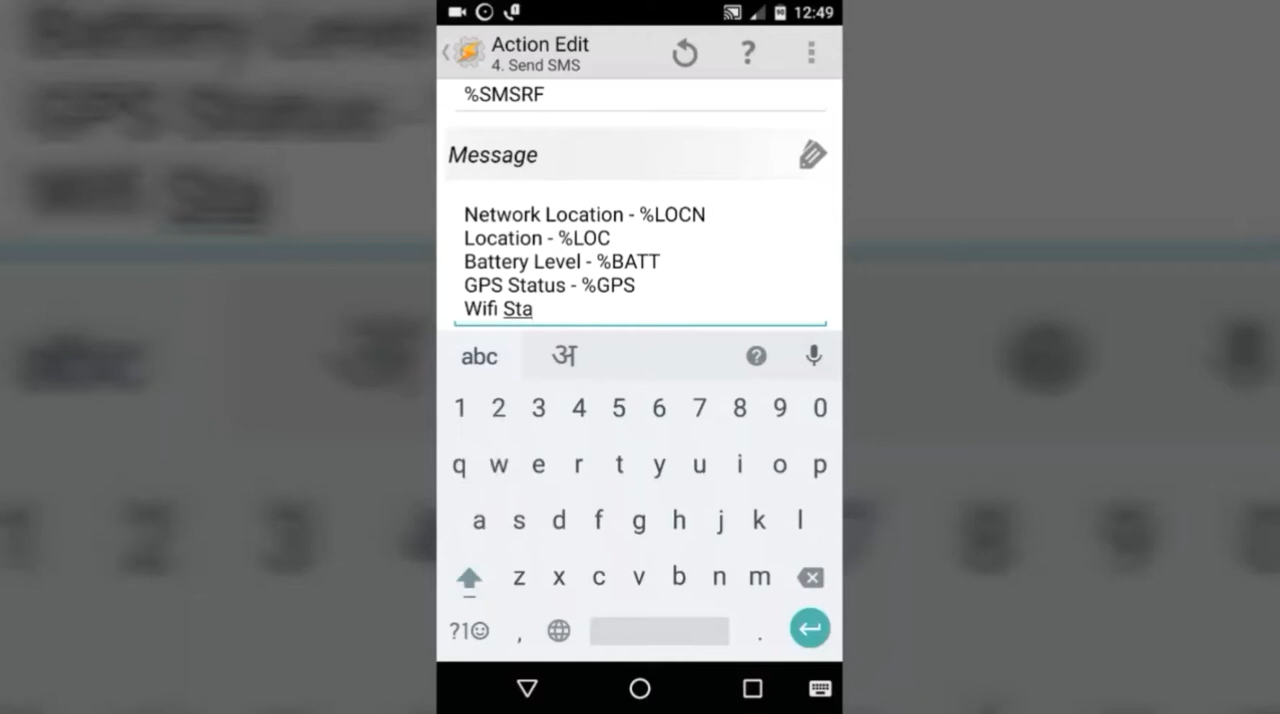 12:49
Action Edit
4. Send SMS
%SMSRF
Message
Network Location - %LOCN
Location - %LOC
Battery Level - %BATT
GPS Status - %GPS
Wifi Sta
abc अ
1 2 3 4 5 6 7 8 9 0
q w e r t y u i o p
a s d f g h j k l
z x c v b n m
?1☺ , .